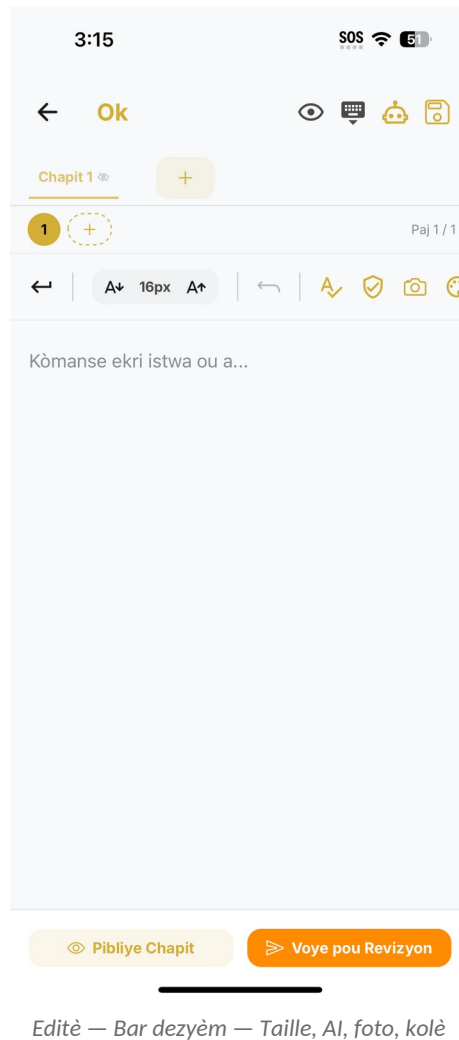 3:15 SOS 51
Ok
Chapit 1 +
1 + Paj 1 / 1
A 16px A A
Kòmanse ekri istwa ou a...
Pibliye Chapit Voye pou Revizyon
Editè — Bar dezyèm — Taille, AI, foto, kolè